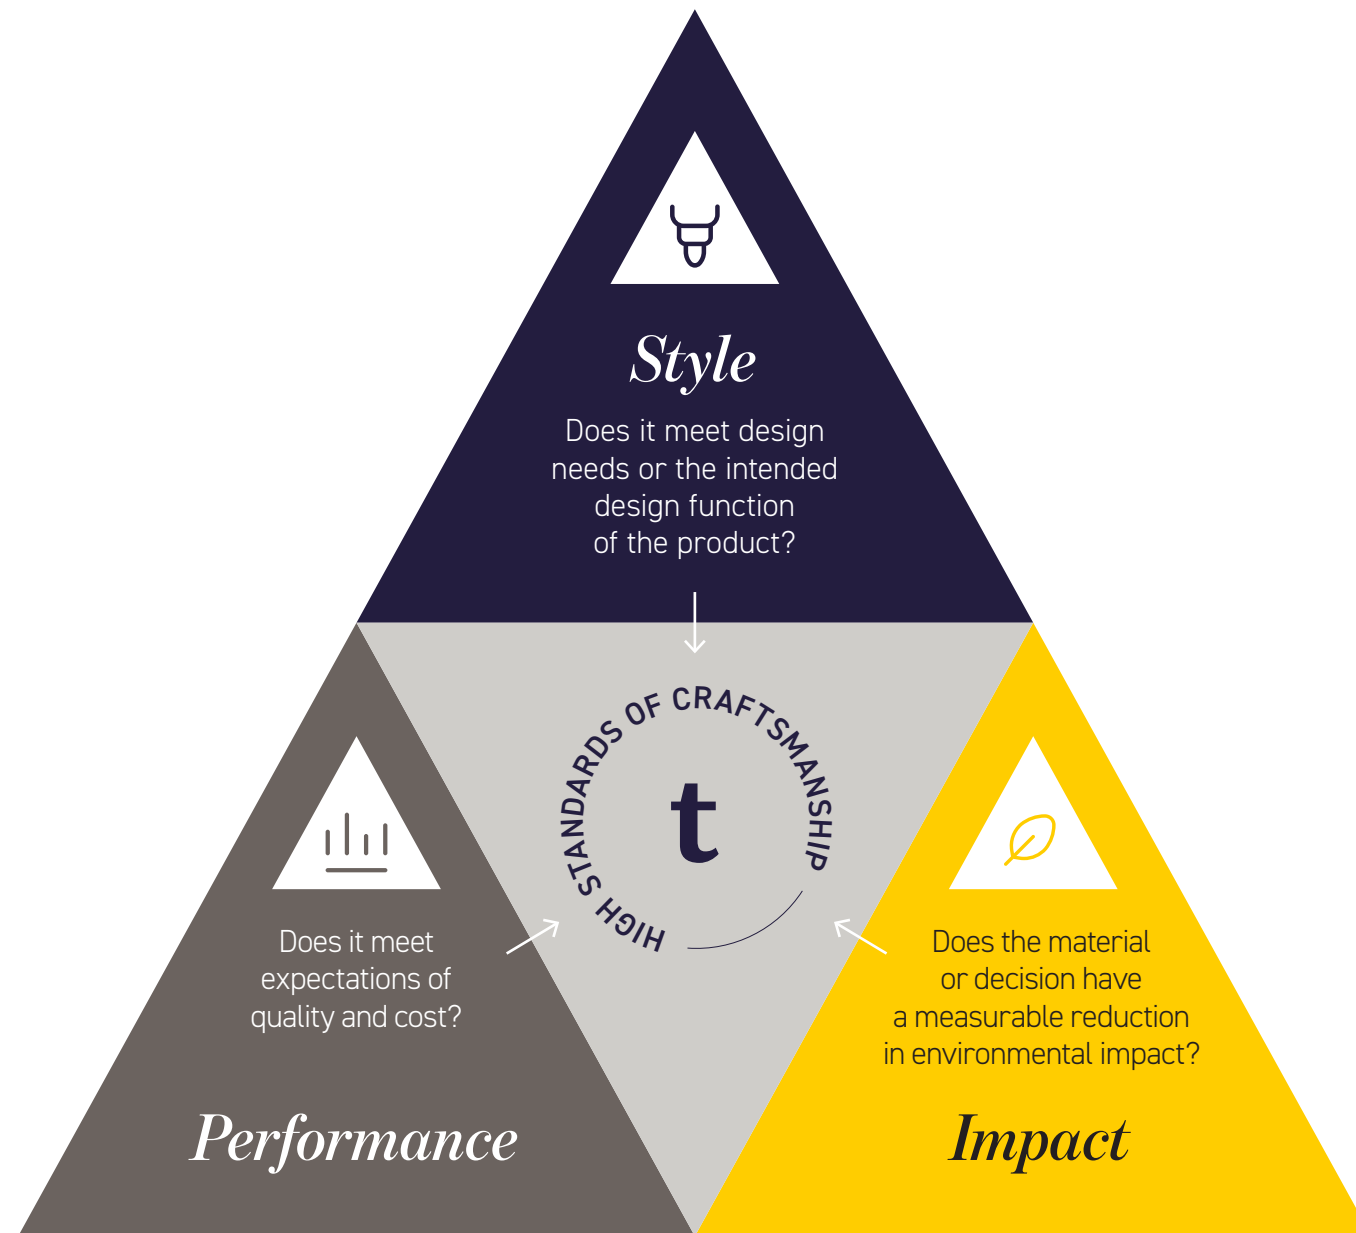 Style
Does it meet design
needs or the intended
design function
of the product?
HIGH STANDARDS OF CRAFTSMANSHIP
t
Does it meet
expectations of
quality and cost?
Performance
Does the material
or decision have
a measurable reduction
in environmental impact?
Impact